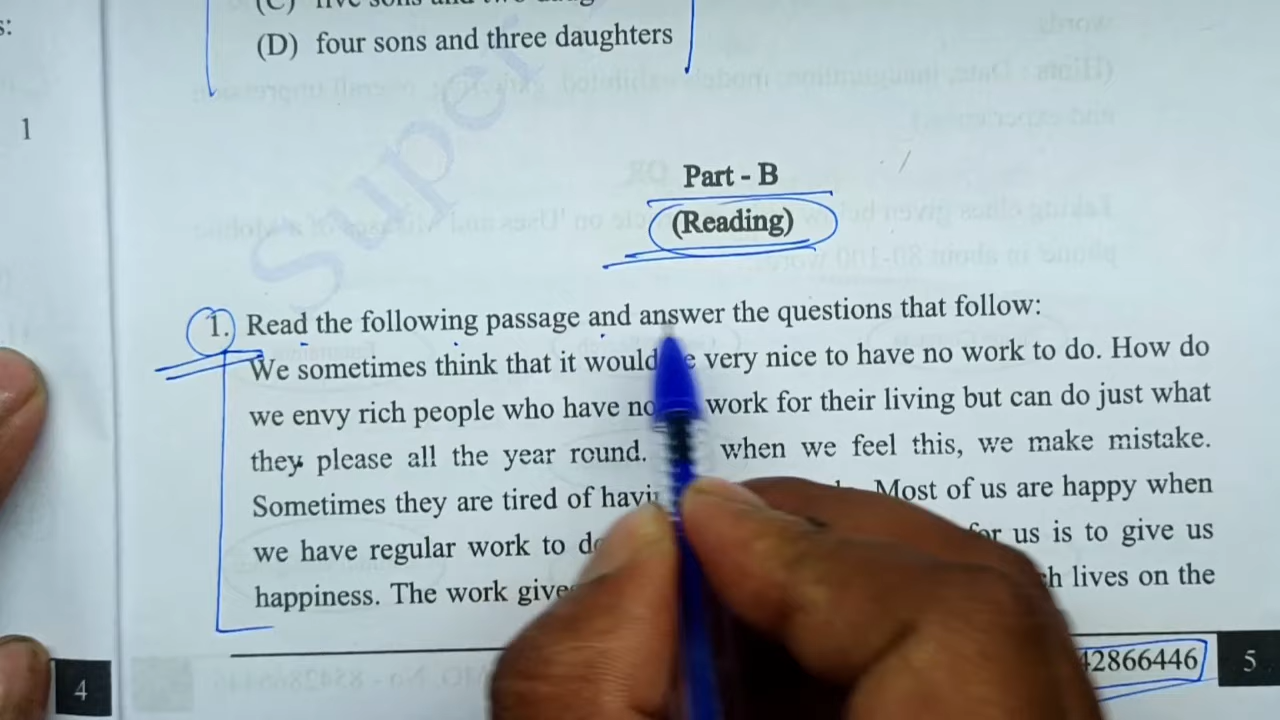 s:
(D) four sons and three daughters
1
Super
Part - B
(Reading)
1. Read the following passage and answer the questions that follow:
We sometimes think that it would very nice to have no work to do. How do
we envy rich people who have work for their living but can do just what
they please all the year round. when we feel this, we make mistake.
Sometimes they are tired of Most of us are happy when
we have regular work to for us is to give us
happiness. The work lives on the
42866446
5
4